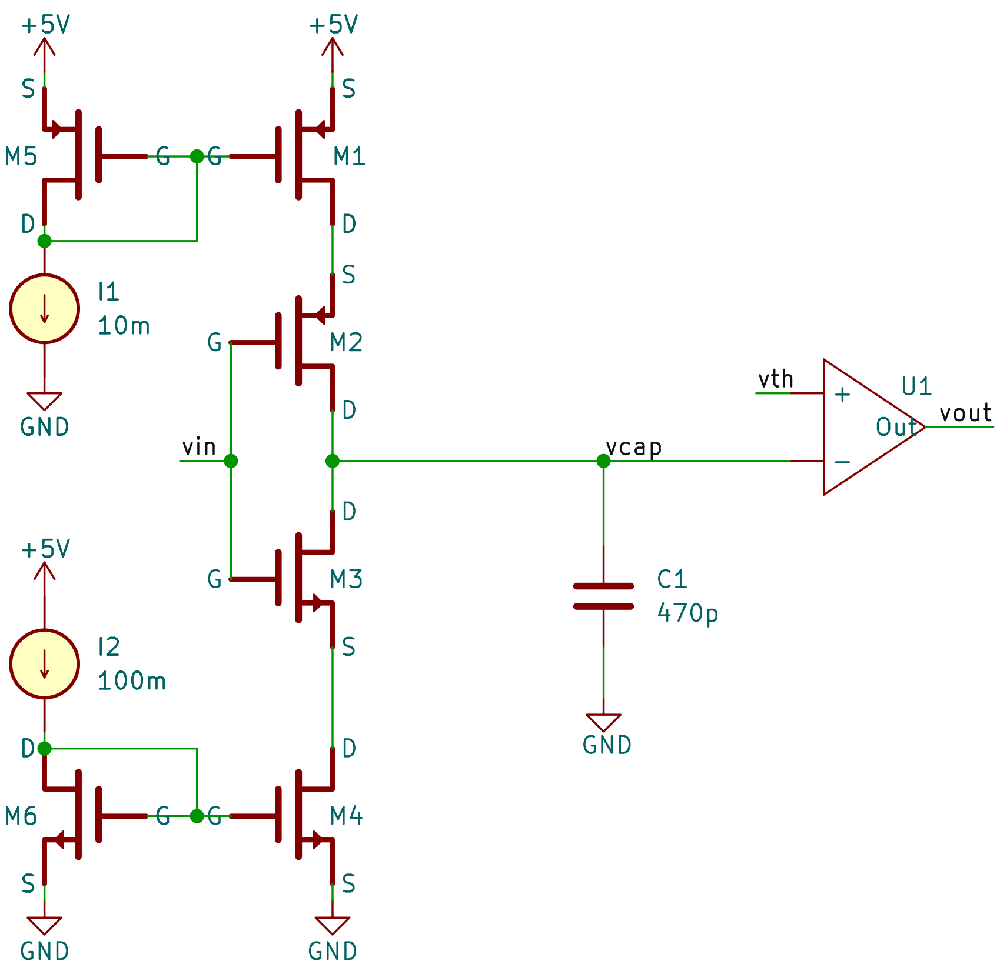 +5V
+5V
S
S
M5
G
G
M1
D
D
S
I1
10m
G
M2
D
GND
vin
vcap
vth
+
U1
Out
vout
-
D
+5V
G
M3
C1
470p
S
I2
100m
D
D
GND
M6
G
G
M4
S
S
GND
GND